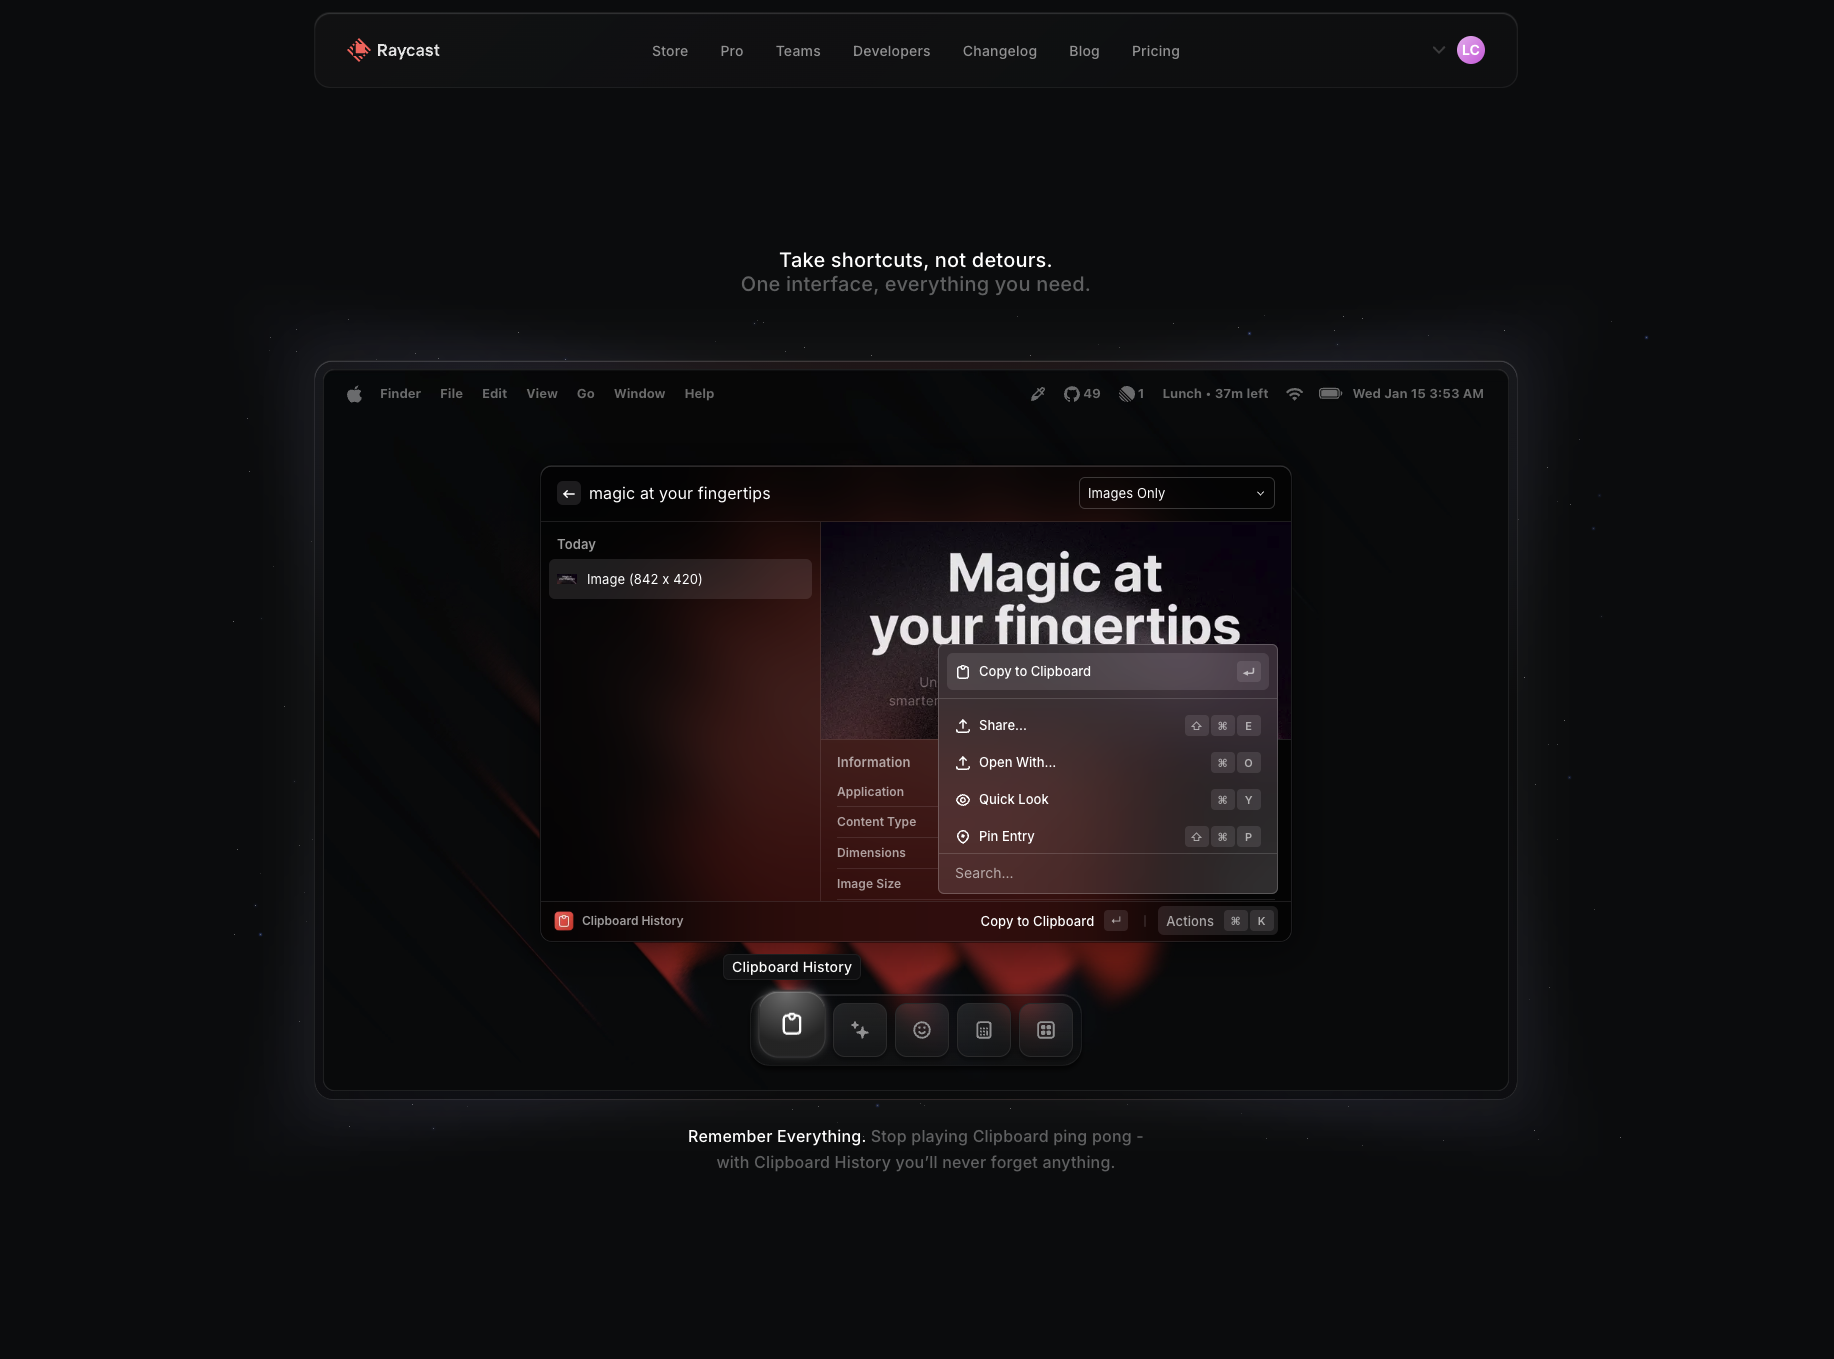 Raycast
Store Pro Teams Developers Changelog Blog Pricing
LC
Take shortcuts, not detours.
One interface, everything you need.
Finder File Edit View Go Window Help
49 1 Lunch • 37m left Wed Jan 15 3:53 AM
magic at your fingertips
Images Only
Today
Image (842 x 420)
Magic at
your fingertips
Un
smarter
Information
Application
Content Type
Dimensions
Image Size
Copy to Clipboard
Share... ⇧ ⌘ E
Open With... ⌘ O
Quick Look ⌘ Y
Pin Entry ⇧ ⌘ P
Search...
Clipboard History
Copy to Clipboard
Actions ⌘ K
Clipboard History
Remember Everything. Stop playing Clipboard ping pong -
with Clipboard History you’ll never forget anything.